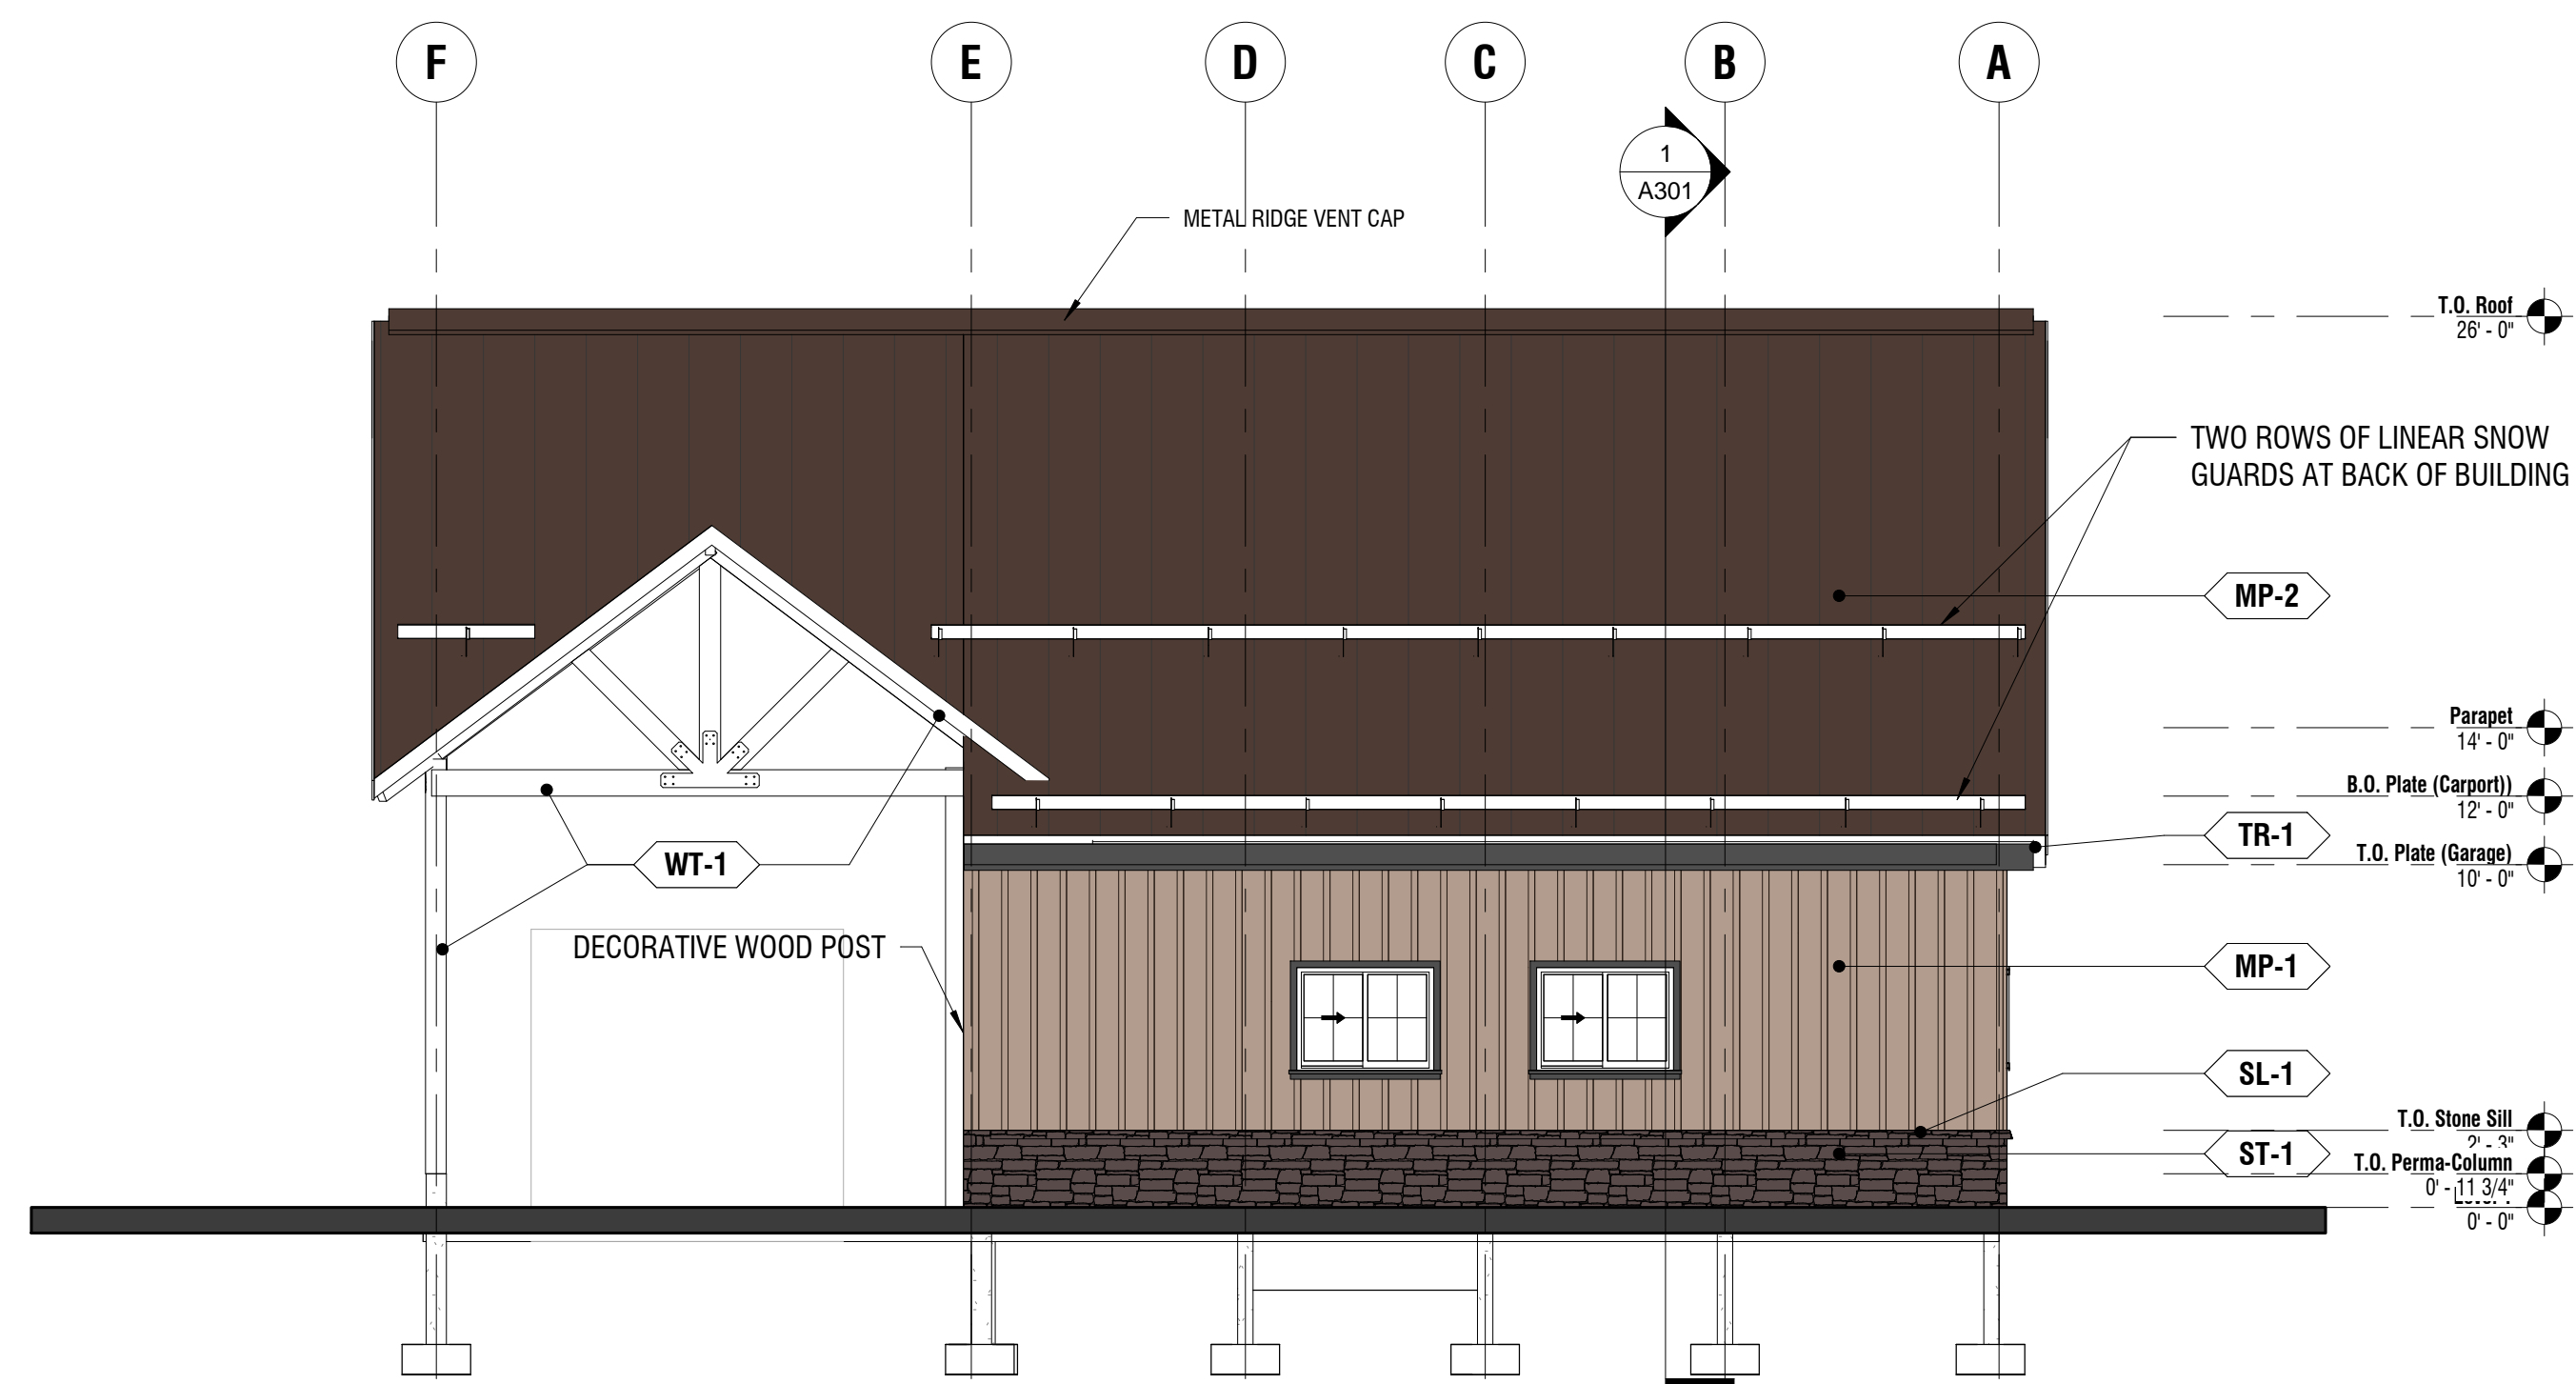 F
E
D
C
B
A
1
A301
METAL RIDGE VENT CAP
T.O. Roof
26' - 0"
TWO ROWS OF LINEAR SNOW
GUARDS AT BACK OF BUILDING
MP-2
Parapet
14' - 0"
B.O. Plate (Carport))
12' - 0"
TR-1
T.O. Plate (Garage)
10' - 0"
WT-1
DECORATIVE WOOD POST
MP-1
SL-1
T.O. Stone Sill
2' - 3"
ST-1
T.O. Perma-Column
0' - 11 3/4"
0' - 0"